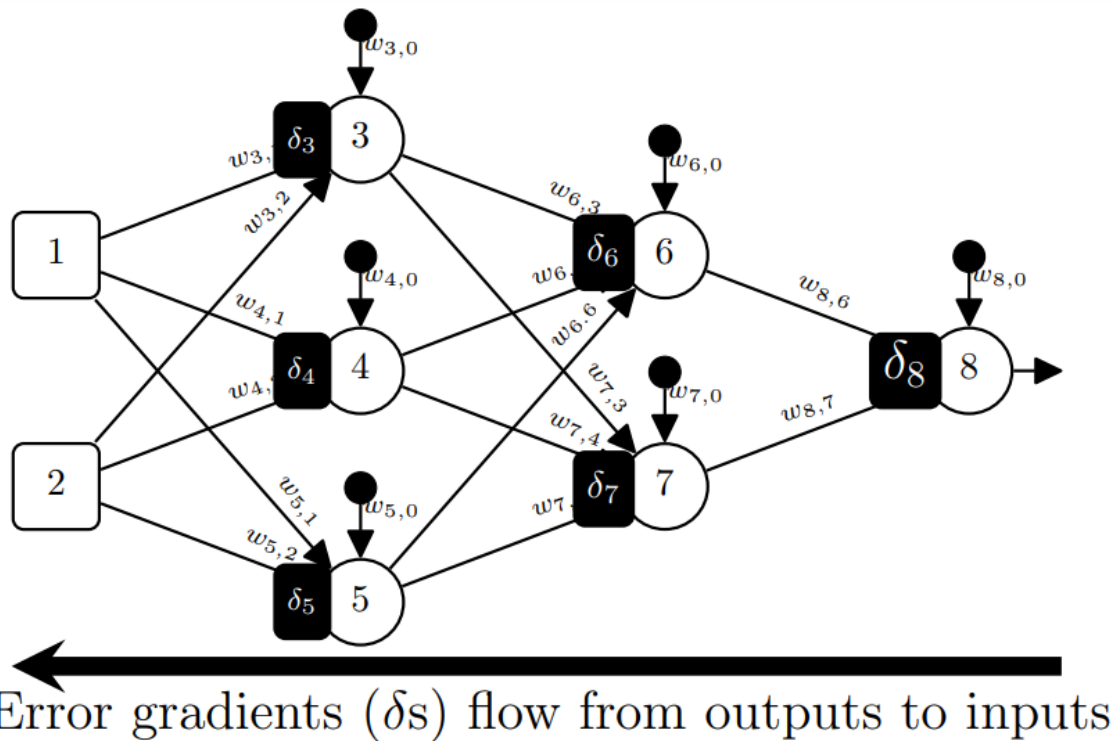 w3,0
δ3
3
w3,
w3,2
w6,0
w6,3
1
δ6
6
w4,0
w6.
w8,0
w4,1
w6.6
w8,6
δ4
4
δ8
8
w4,
w7,3
w7,0
w7,4
w8,7
2
w5,1
w5,0
w7.
δ7
7
w5,2
δ5
5
Error gradients (δs) flow from outputs to inputs